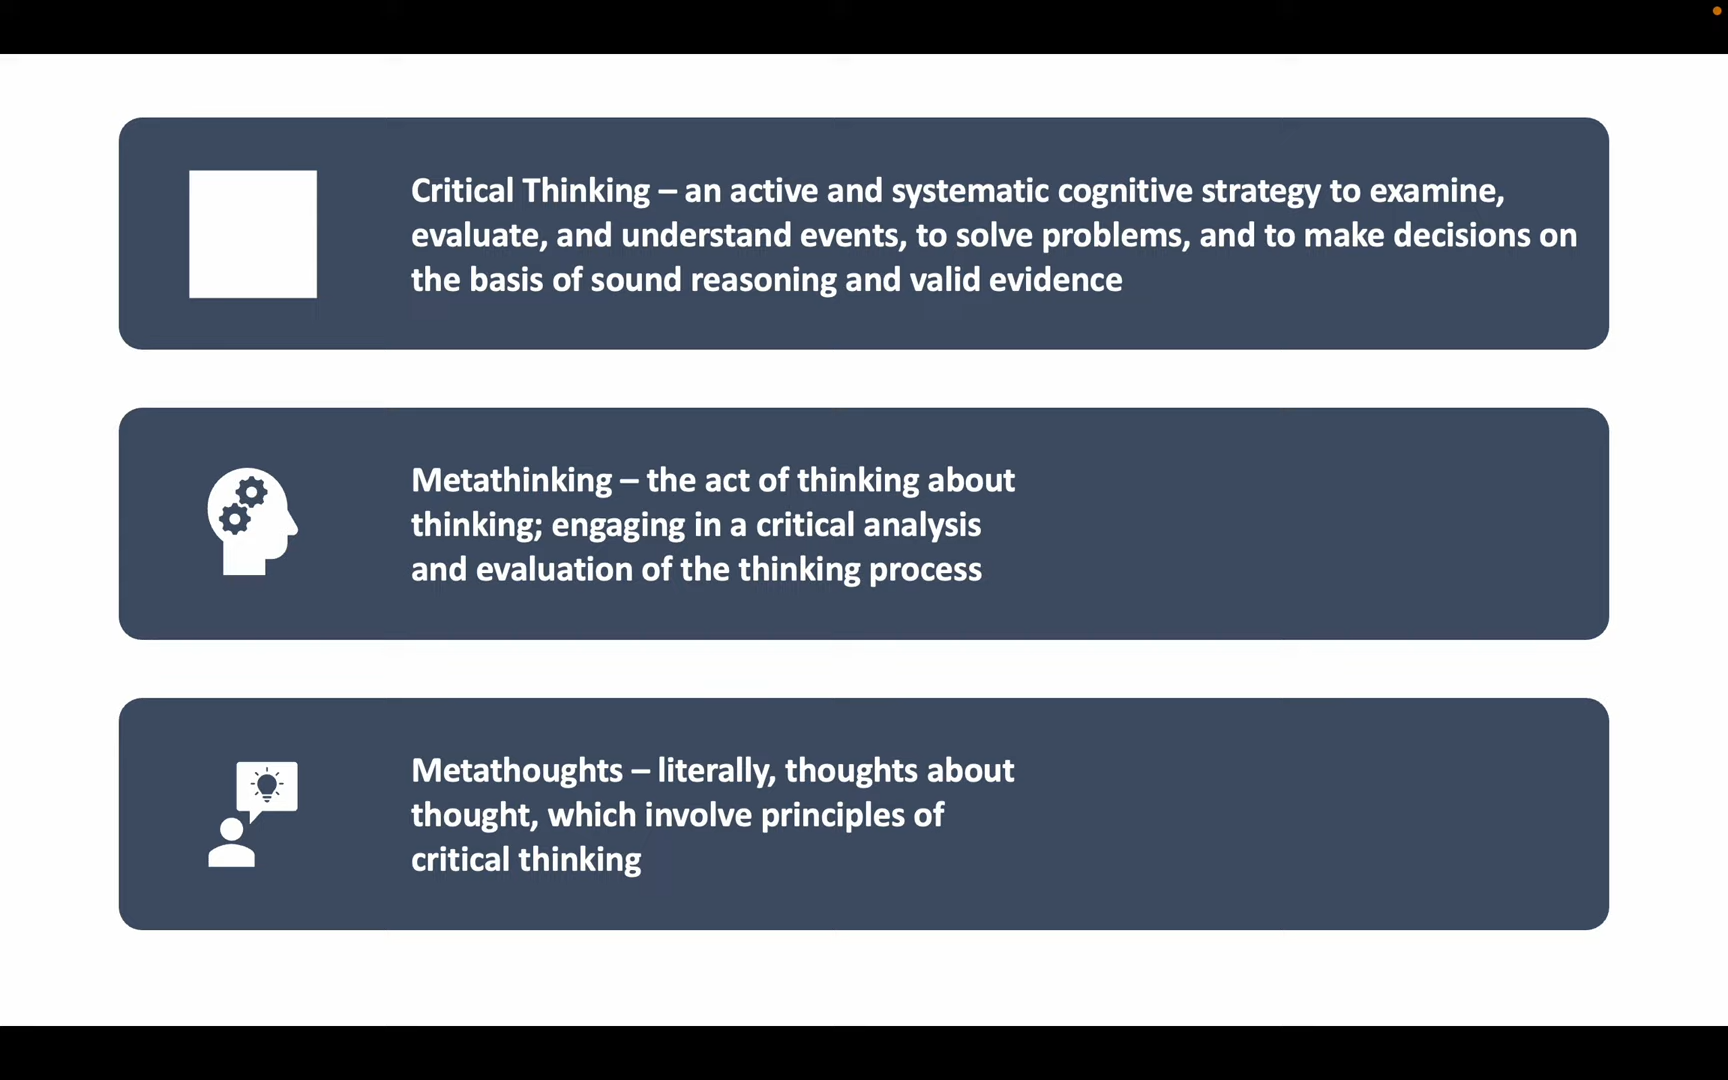 Critical Thinking – an active and systematic cognitive strategy to examine,
evaluate, and understand events, to solve problems, and to make decisions on
the basis of sound reasoning and valid evidence
Metathinking – the act of thinking about
thinking; engaging in a critical analysis
and evaluation of the thinking process
Metathoughts – literally, thoughts about
thought, which involve principles of
critical thinking